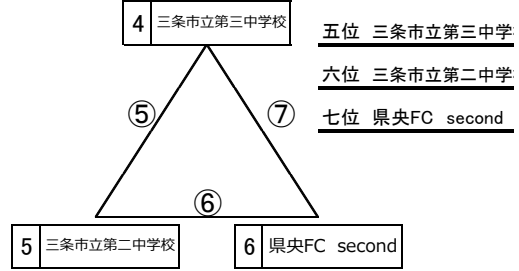 4 三条市立第三中学校
五位 三条市立第三中学
六位 三条市立第二中学
七位 県央FC second
⑤
⑦
⑥
5 三条市立第二中学校
6 県央FC second